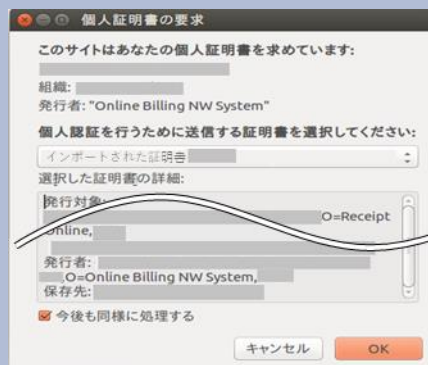 個人証明書の要求
このサイトはあなたの個人証明書を求めています:
組織:
発行者: "Online Billing NW System"
個人認証を行うために送信する証明書を選択してください:
インポートされた証明書
選択した証明書の詳細:
発行対象:
O=Receipt
Online,
発行者:
,O=Online Billing NW System,
保存先:
今後も同様に処理する
キャンセル OK